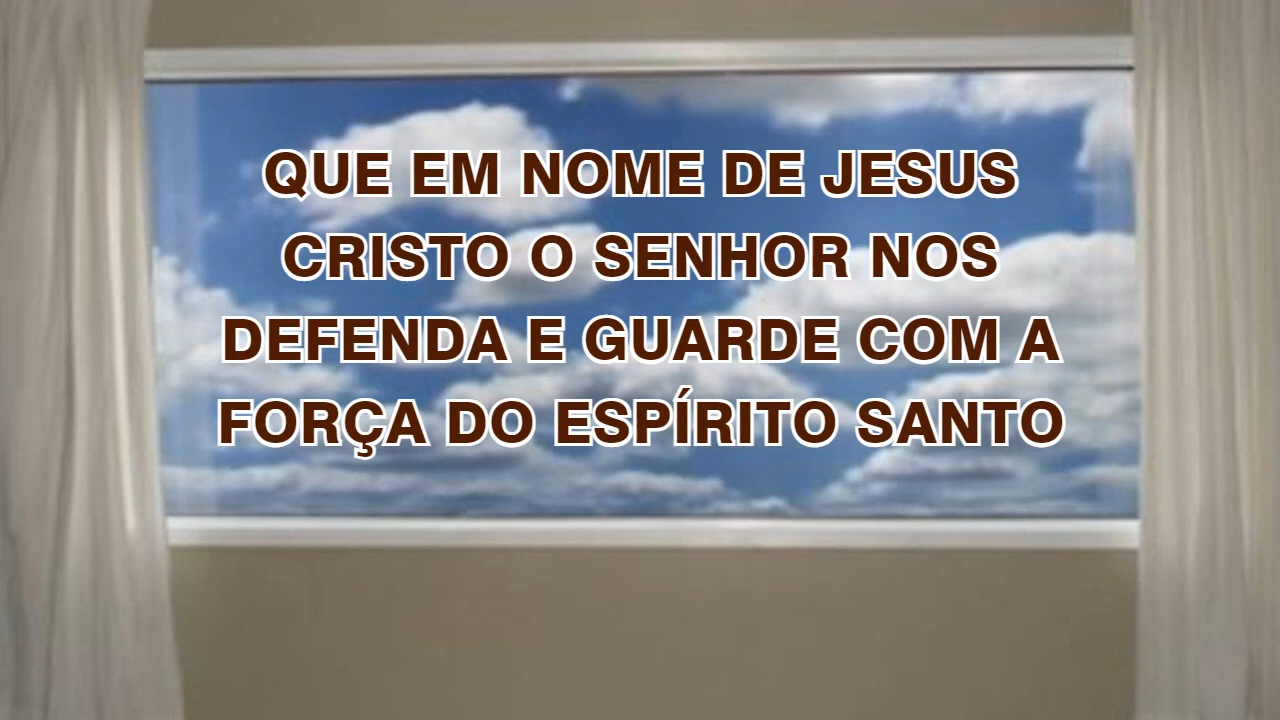 QUE EM NOME DE JESUS
CRISTO O SENHOR NOS
DEFENDA E GUARDE COM A
FORÇA DO ESPÍRITO SANTO